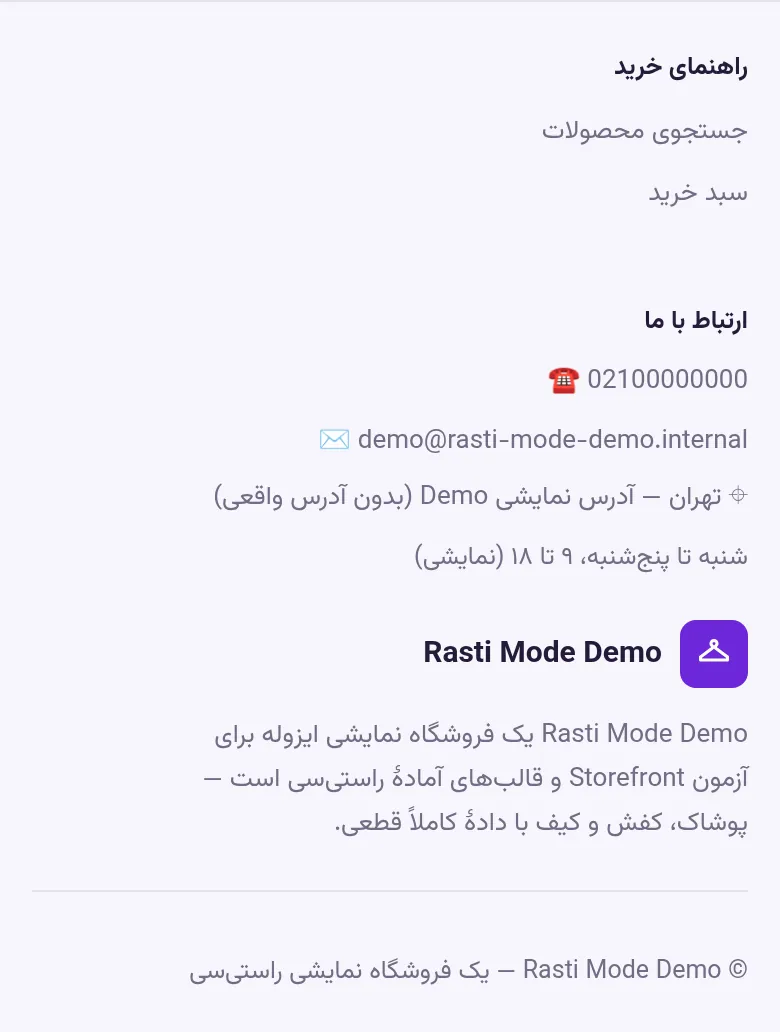 راهنمای خرید
جستجوی محصولات
سبد خرید
ارتباط با ما
☎️ 02100000000
✉️ demo@rasti-mode-demo.internal
⌖ تهران — آدرس نمایشی Demo (بدون آدرس واقعی)
شنبه تا پنج‌شنبه، ۹ تا ۱۸ (نمایشی)
Rasti Mode Demo
Rasti Mode Demo یک فروشگاه نمایشی ایزوله برای
آزمون Storefront و قالب‌های آمادهٔ راستی‌سی است —
پوشاک، کفش و کیف با دادهٔ کاملاً قطعی.
© Rasti Mode Demo — یک فروشگاه نمایشی راستی‌سی